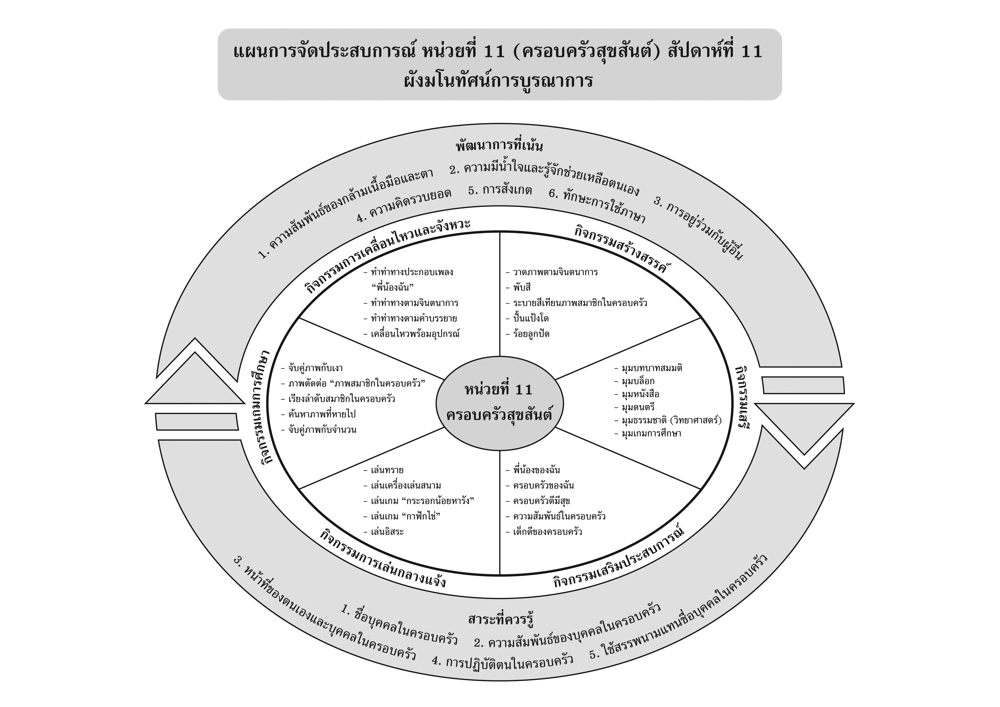 แผนการจัดประสบการณ์ หน่วยที่ 11 (ครอบครัวสุขสันต์) สัปดาห์ที่ 11
ผังมโนทัศน์การบูรณาการ
พัฒนาการที่เน้น
1. ความสัมพันธ์ของกล้ามเนื้อมือและตา 2. ความมีน้ำใจและรู้จักช่วยเหลือตนเอง 3. การอยู่ร่วมกับผู้อื่น
4. ความคิดรวบยอด 5. การสังเกต 6. ทักษะการใช้ภาษา
กิจกรรมการเคลื่อนไหวและจังหวะ
- ทำท่าทางประกอบเพลง
“พี่น้องฉัน”
- ทำท่าทางตามจินตนาการ
- ทำท่าทางตามคำบรรยาย
- เคลื่อนไหวพร้อมอุปกรณ์
กิจกรรมสร้างสรรค์
- วาดภาพตามจินตนาการ
- พับสี
- ระบายสีเทียนภาพสมาชิกในครอบครัว
- ปั้นแป้งโด
- ร้อยลูกปัด
กิจกรรมเกมการศึกษา
- จับคู่ภาพกับเงา
- ภาพตัดต่อ “ภาพสมาชิกในครอบครัว”
- เรียงลำดับสมาชิกในครอบครัว
- ค้นหาภาพที่หายไป
- จับคู่ภาพกับจำนวน
หน่วยที่ 11
ครอบครัวสุขสันต์
กิจกรรมเสรี
- มุมบทบาทสมมติ
- มุมบล็อก
- มุมหนังสือ
- มุมดนตรี
- มุมธรรมชาติ (วิทยาศาสตร์)
- มุมเกมการศึกษา
กิจกรรมการเล่นกลางแจ้ง
- เล่นทราย
- เล่นเครื่องเล่นสนาม
- เล่นเกม “กระรอกน้อยหารัง”
- เล่นเกม “กาฟักไข่”
- เล่นอิสระ
กิจกรรมเสริมประสบการณ์
- พี่น้องของฉัน
- ครอบครัวของฉัน
- ครอบครัวดีมีสุข
- ความสัมพันธ์ในครอบครัว
- เด็กดีของครอบครัว
สาระที่ควรรู้
1. ชื่อบุคคลในครอบครัว 2. ความสัมพันธ์ของบุคคลในครอบครัว
3. หน้าที่ของตนเองและบุคคลในครอบครัว 4. การปฏิบัติตนในครอบครัว 5. ใช้สรรพนามแทนชื่อบุคคลในครอบครัว